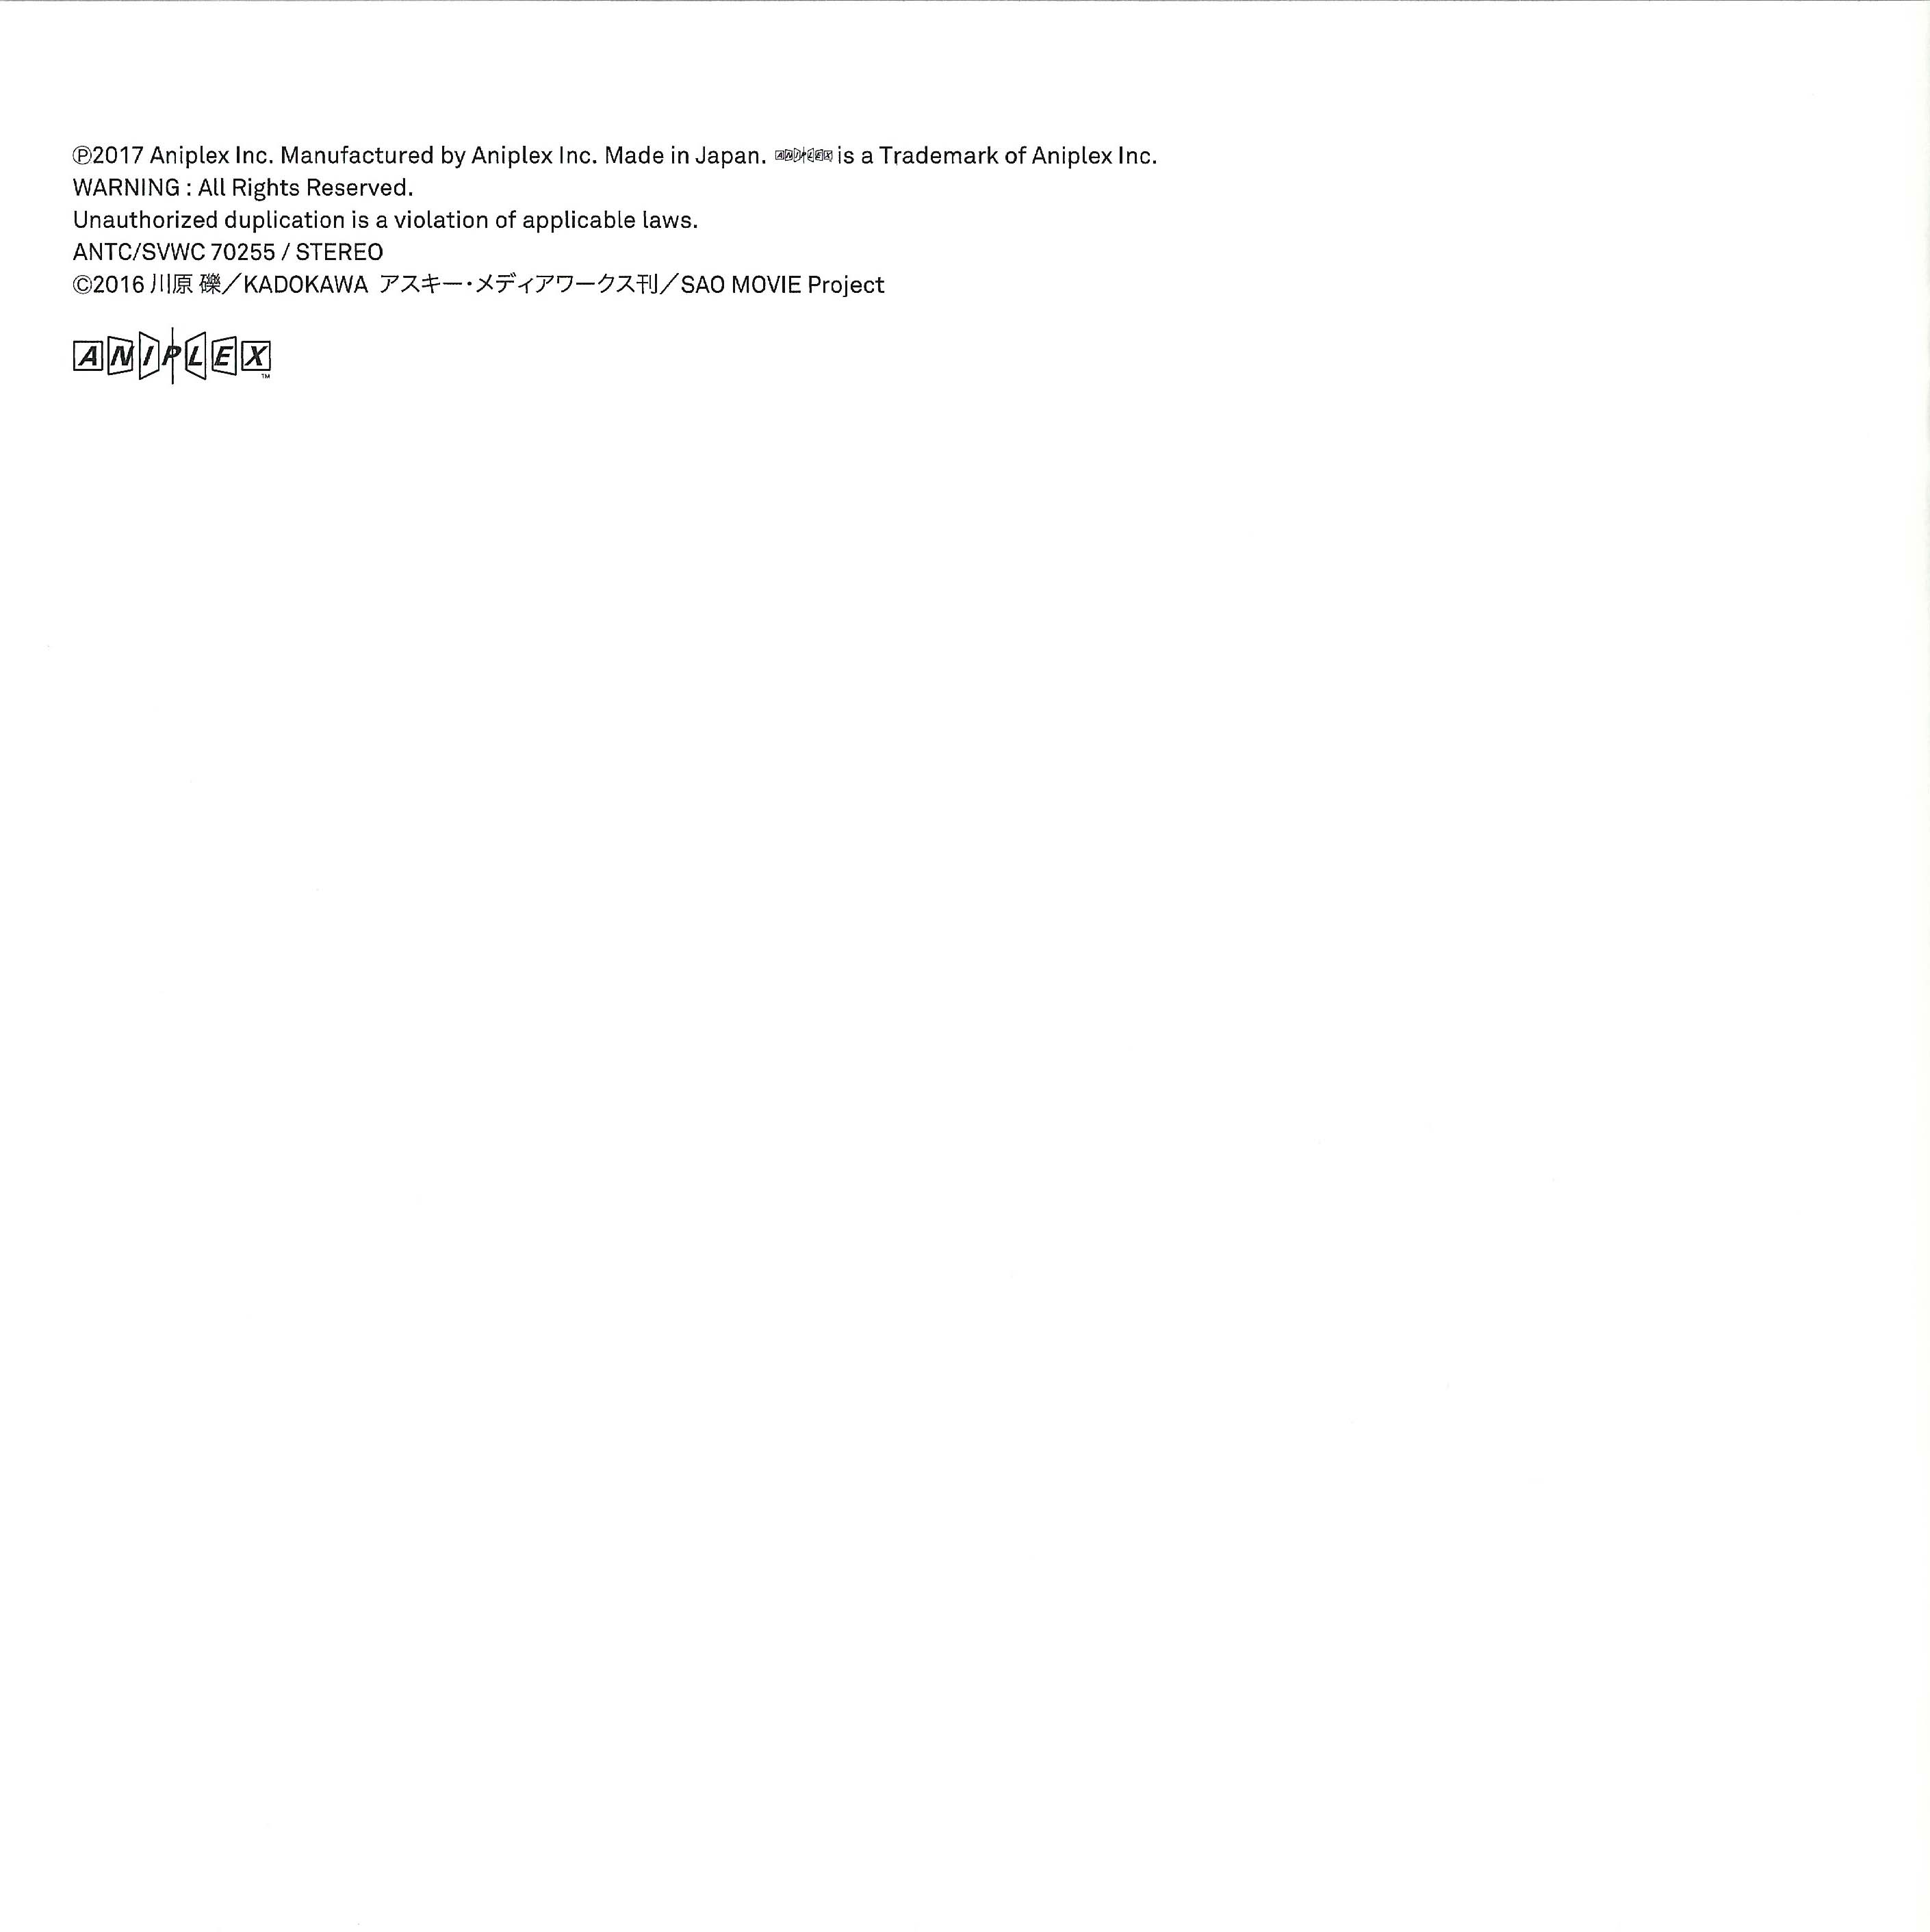 Ⓟ2017 Aniplex Inc. Manufactured by Aniplex Inc. Made in Japan. ANIPLEX is a Trademark of Aniplex Inc.
WARNING : All Rights Reserved.
Unauthorized duplication is a violation of applicable laws.
ANTC/SVWC 70255 / STEREO
©2016 川原 礫／KADOKAWA アスキー・メディアワークス刊／SAO MOVIE Project
ANIPLEX™